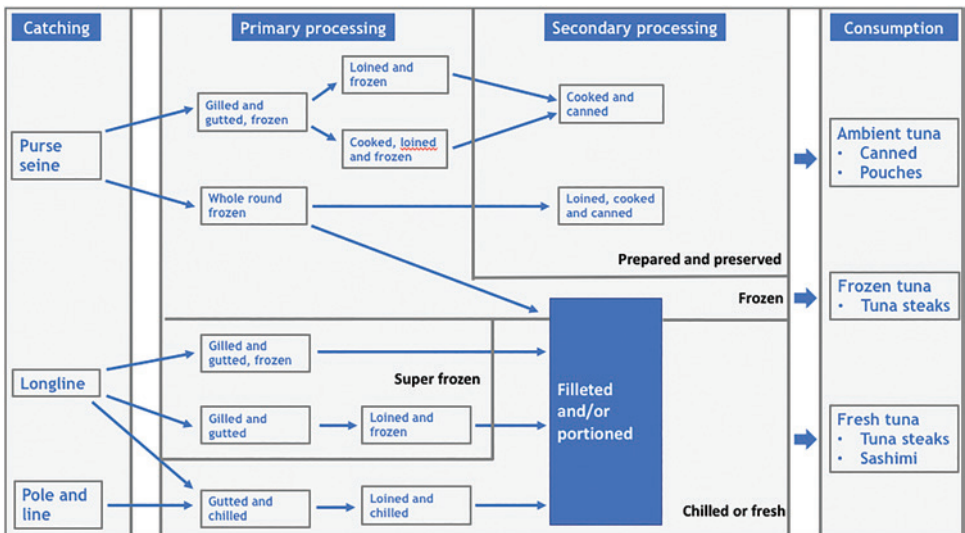 Catching
Primary processing
Secondary processing
Consumption
Purse
seine
Gilled and
gutted, frozen
Loined and
frozen
Cooked, loined
and frozen
Cooked and
canned
Whole round
frozen
Loined, cooked
and canned
Prepared and preserved
Frozen
Ambient tuna
• Canned
• Pouches
Frozen tuna
• Tuna steaks
Longline
Gilled and
gutted, frozen
Super frozen
Gilled and
gutted
Loined and
frozen
Filleted
and/or
portioned
Fresh tuna
• Tuna steaks
• Sashimi
Pole and
line
Gutted and
chilled
Loined and
chilled
Chilled or fresh